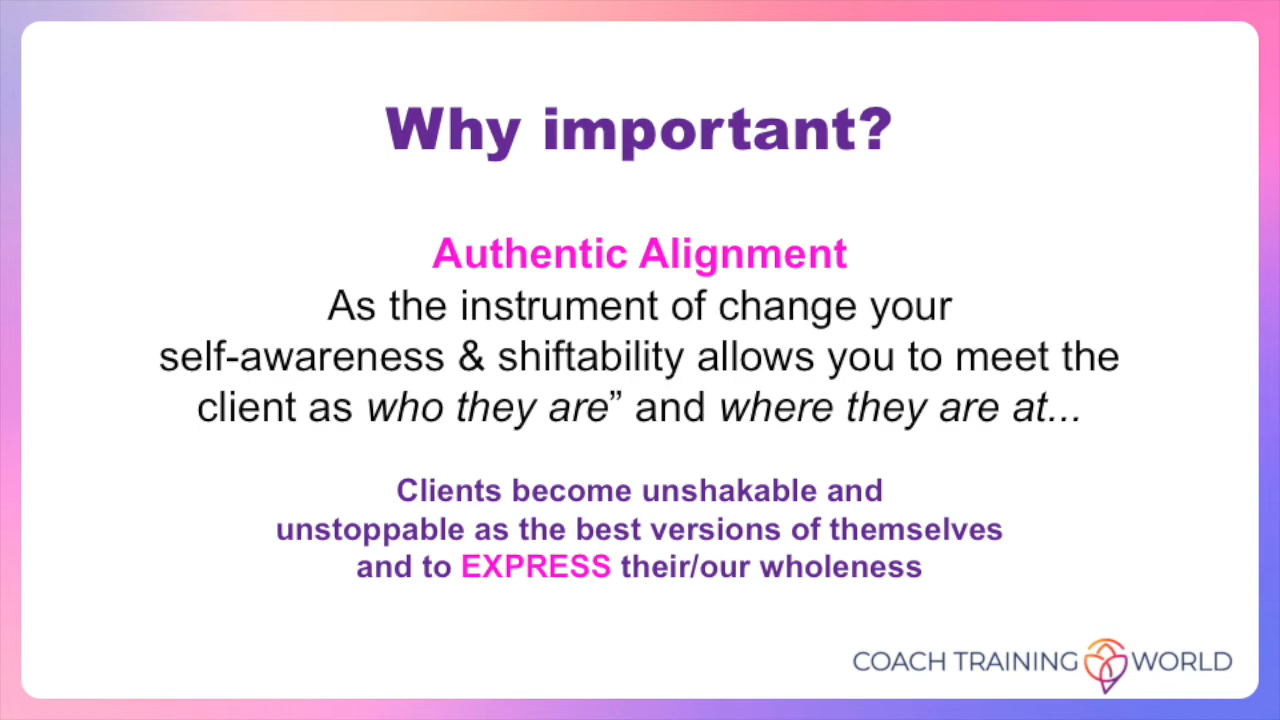 Why important?
Authentic Alignment
As the instrument of change your
self-awareness & shiftability allows you to meet the
client as who they are” and where they are at...
Clients become unshakable and
unstoppable as the best versions of themselves
and to EXPRESS their/our wholeness
COACH TRAINING WORLD